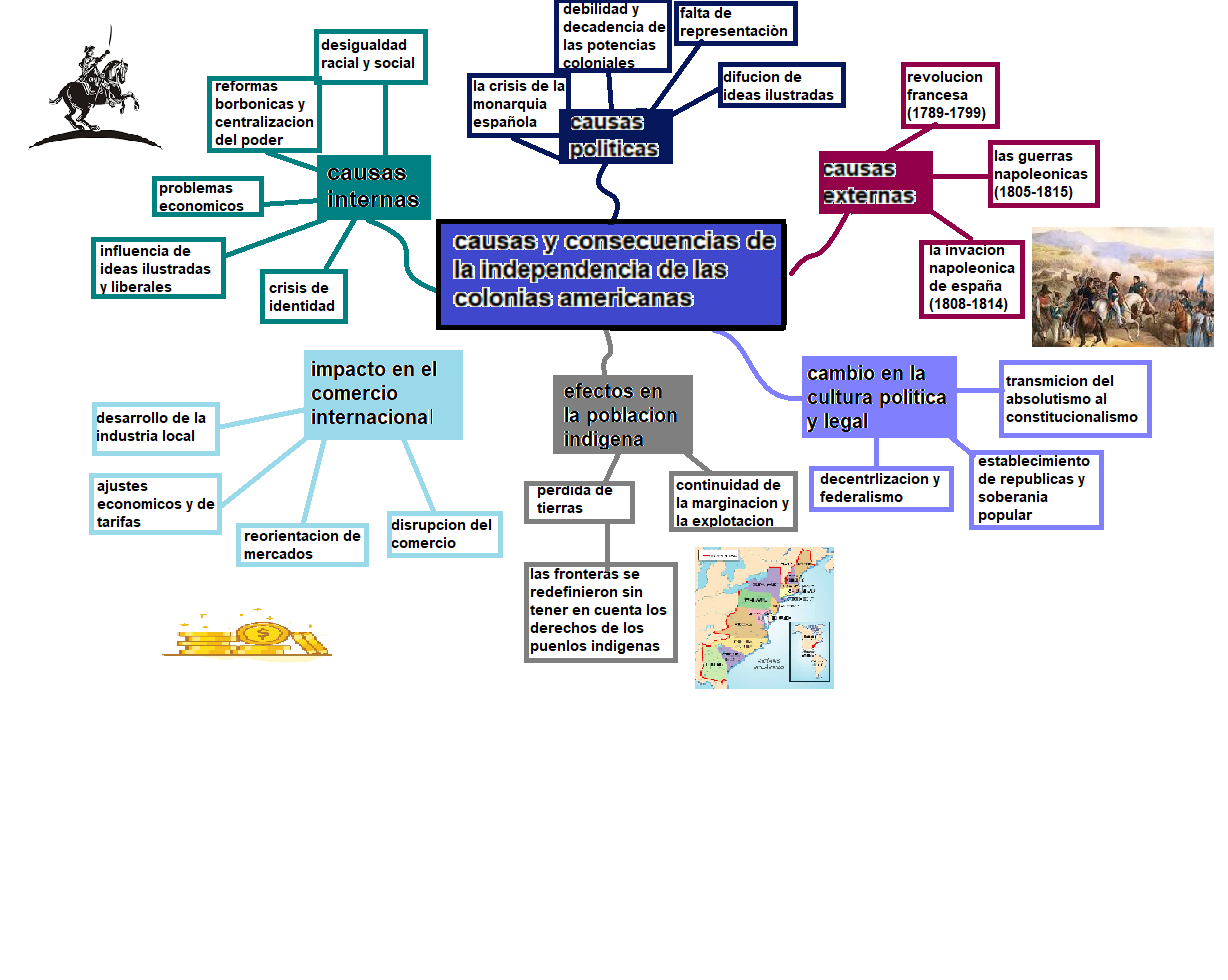 causas y consecuencias de
la independencia de las
colonias americanas
causas
internas
desigualdad
racial y social
reformas
borbonicas y
centralizacion
del poder
problemas
economicos
influencia de
ideas ilustradas
y liberales
crisis de
identidad
causas
politicas
la crisis de la
monarquia
española
debilidad y
decadencia de
las potencias
coloniales
falta de
representaciòn
difucion de
ideas ilustradas
causas
externas
revolucion
francesa
(1789-1799)
las guerras
napoleonicas
(1805-1815)
la invacion
napoleonica
de españa
(1808-1814)
impacto en el
comercio
internacional
desarrollo de la
industria local
ajustes
economicos y de
tarifas
reorientacion de
mercados
disrupcion del
comercio
efectos en
la poblacion
indigena
perdida de
tierras
las fronteras se
redefinieron sin
tener en cuenta los
derechos de los
puenlos indigenas
continuidad de
la marginacion y
la explotacion
cambio en la
cultura politica
y legal
transmicion del
absolutismo al
constitucionalismo
decentrlizacion y
federalismo
establecimiento
de republicas y
soberania
popular